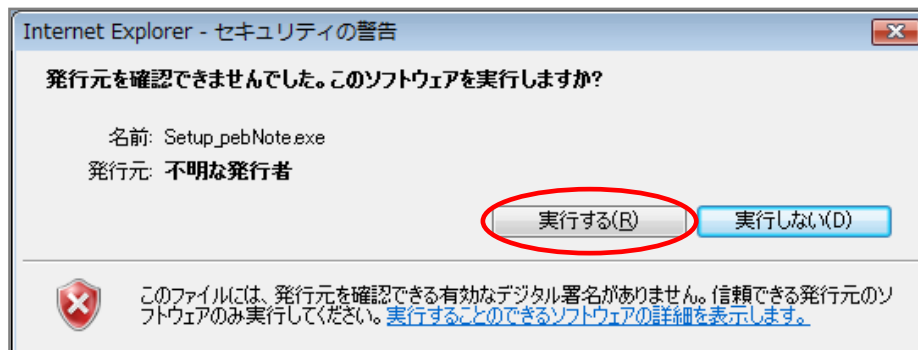 Internet Explorer - セキュリティの警告
発行元を確認できませんでした。このソフトウェアを実行しますか?
名前: Setup_pebNote.exe
発行元: 不明な発行者
実行する(R) 実行しない(D)
このファイルには、発行元を確認できる有効なデジタル署名がありません。信頼できる発行元のソ
フトウェアのみ実行してください。実行することのできるソフトウェアの詳細を表示します。